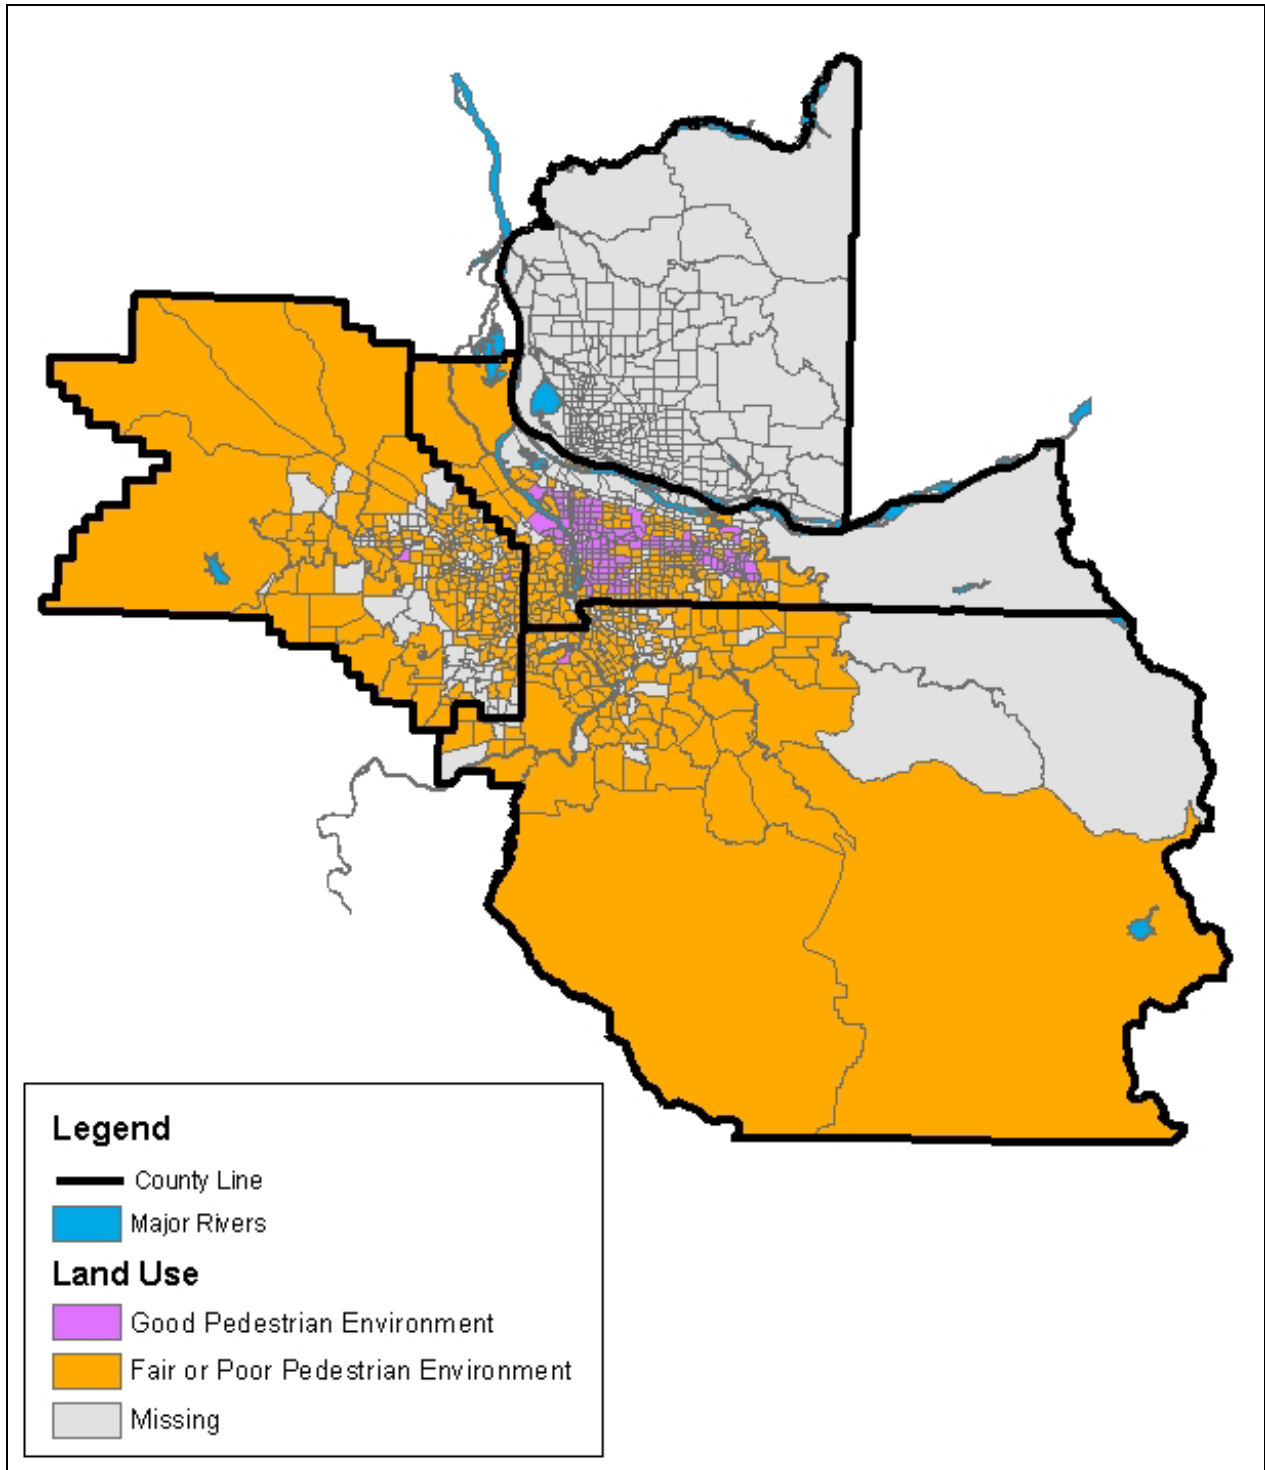 Legend
County Line
Major Rivers
Land Use
Good Pedestrian Environment
Fair or Poor Pedestrian Environment
Missing